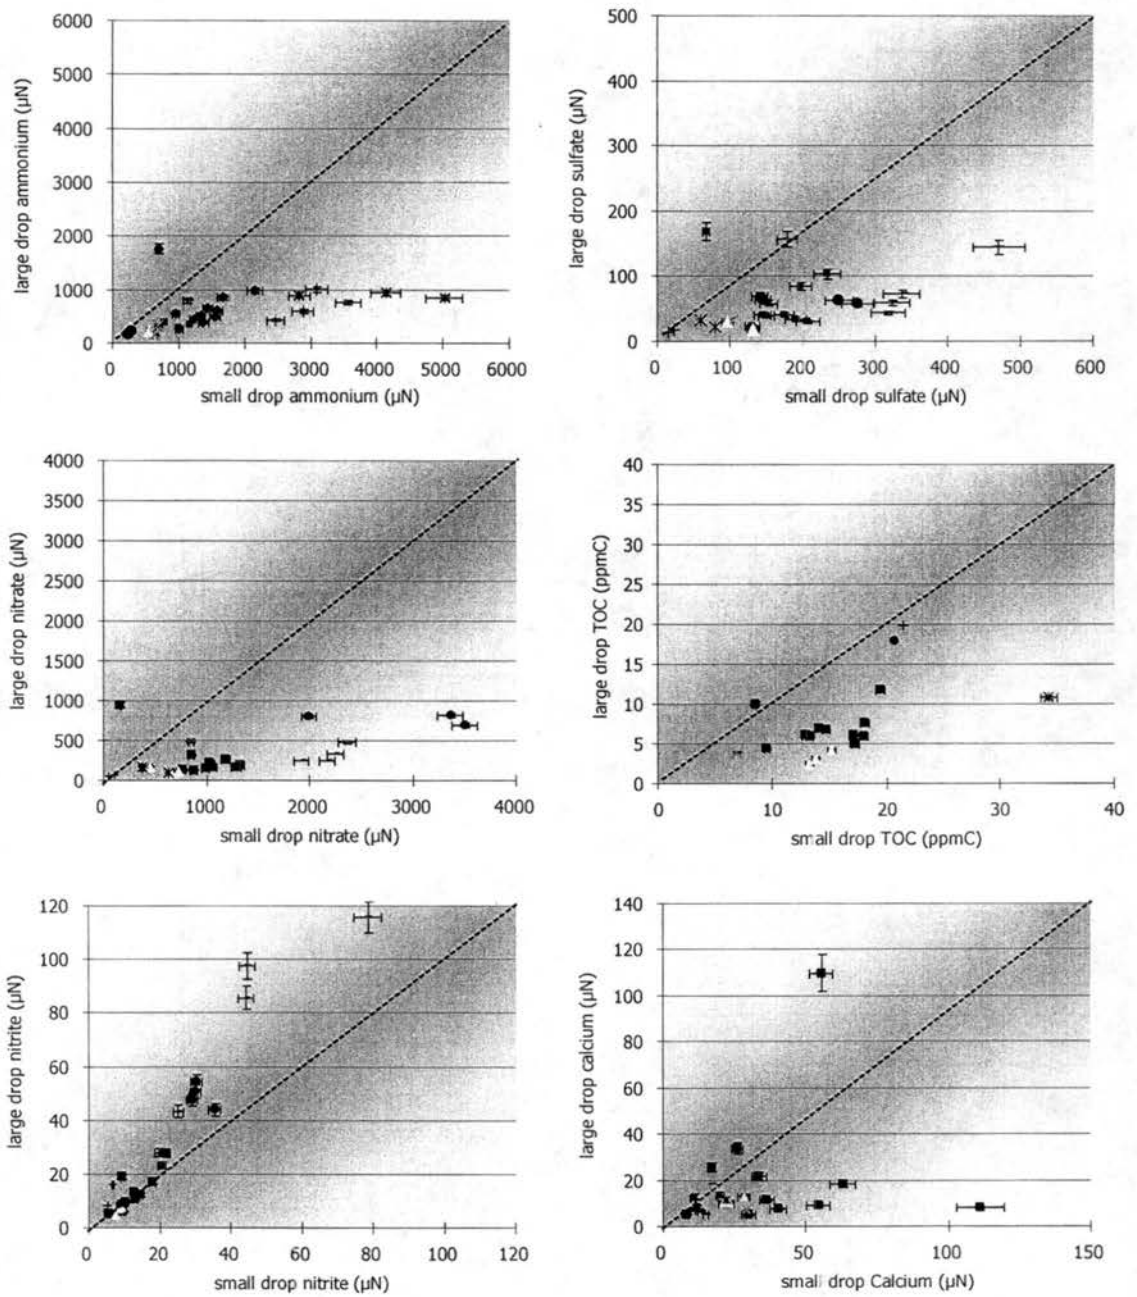 large drop ammonium (µN)
6000
5000
4000
3000
2000
1000
0
0 1000 2000 3000 4000 5000 6000
small drop ammonium (µN)
large drop sulfate (µN)
500
400
300
200
100
0
0 100 200 300 400 500 600
small drop sulfate (µN)
large drop nitrate (µN)
4000
3500
3000
2500
2000
1500
1000
500
0
0 1000 2000 3000 4000
small drop nitrate (µN)
large drop TOC (ppmC)
40
35
30
25
20
15
10
5
0
0 10 20 30 40
small drop TOC (ppmC)
large drop nitrite (µN)
120
100
80
60
40
20
0
0 20 40 60 80 100 120
small drop nitrite (µN)
large drop calcium (µN)
140
120
100
80
60
40
20
0
0 50 100 150
small drop Calcium (µN)